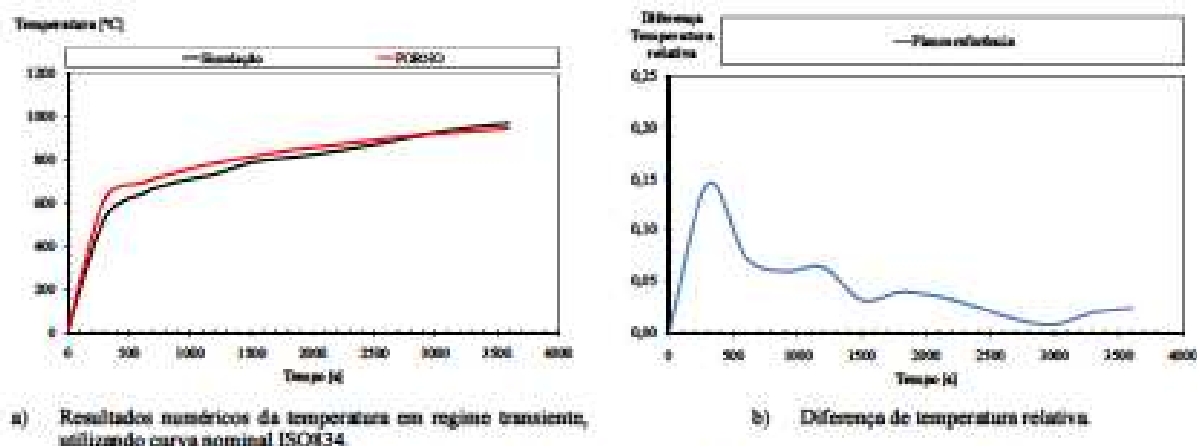 Temperatura [°C]
Simulação
FORNO
1200
1000
800
600
400
200
0
0 500 1000 1500 2000 2500 3000 3500 4000
Tempo [s]
a) Resultados numéricos da temperatura em regime transiente,
utilizando curva nominal ISO834.
Diferença
Temperatura
relativa
Plano referência
0,25
0,20
0,15
0,10
0,05
0,00
0 500 1000 1500 2000 2500 3000 3500 4000
Tempo [s]
b) Diferença de temperatura relativa.